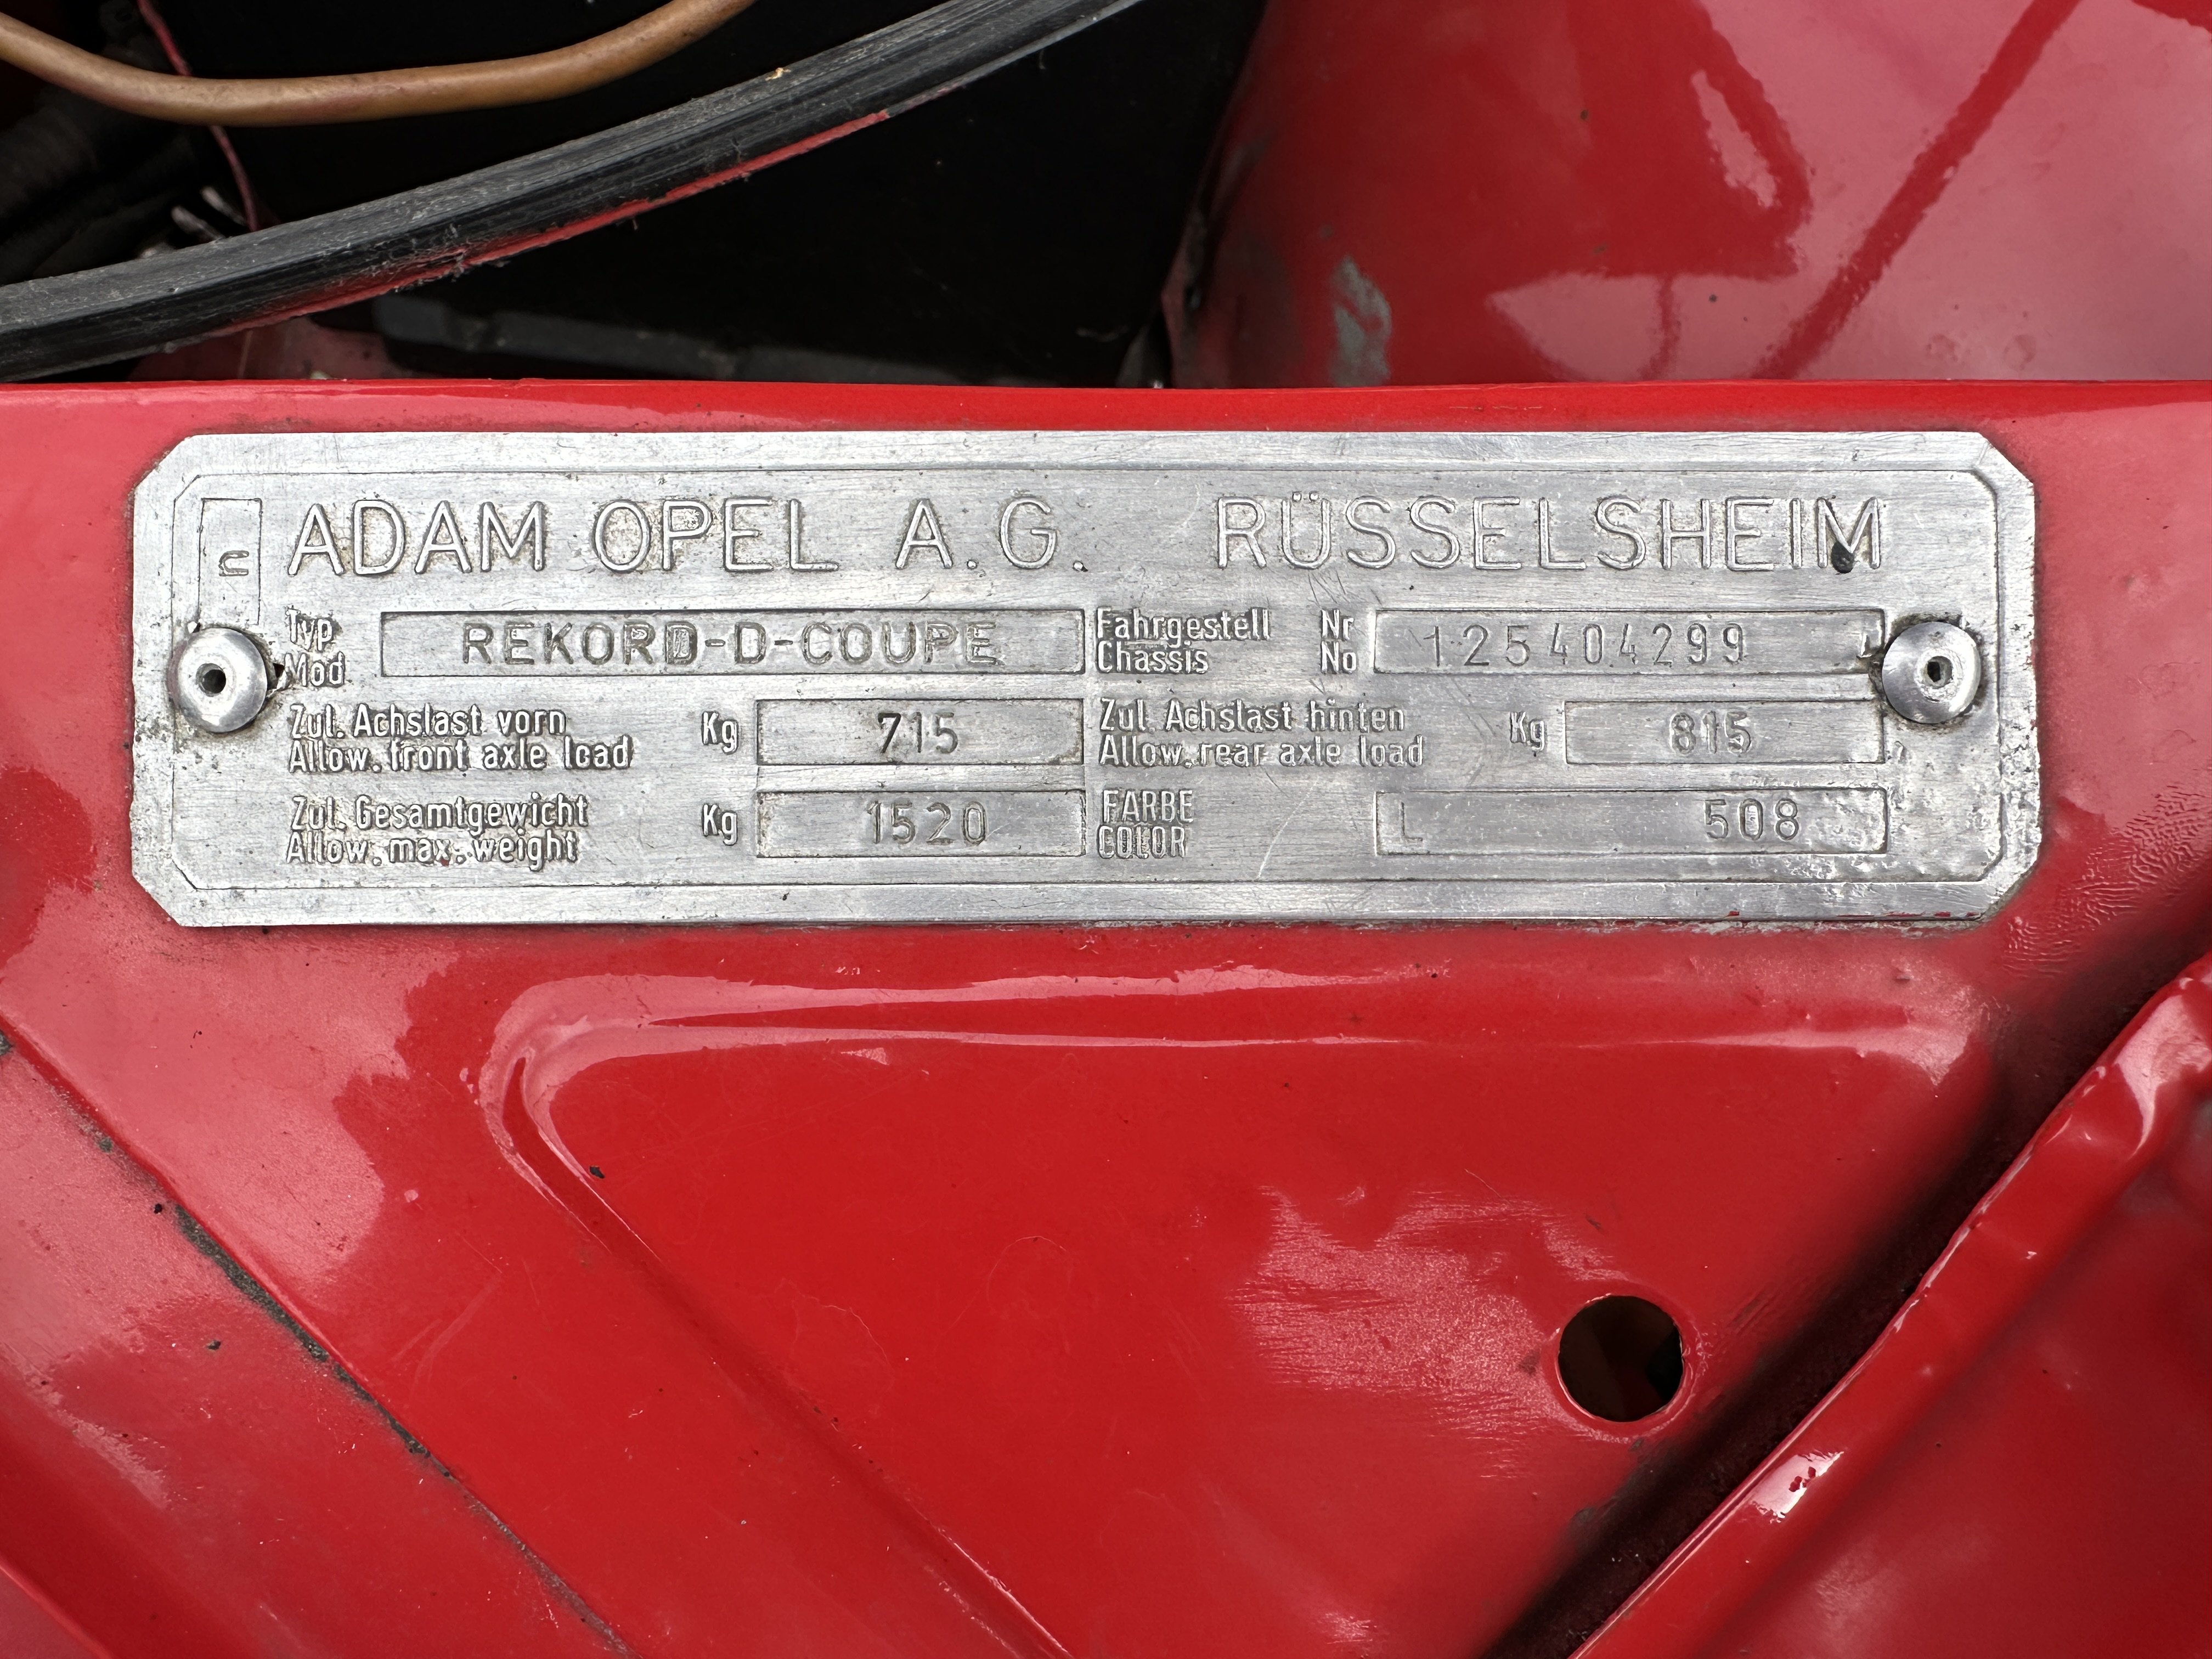 n ADAM OPEL A.G. RÜSSELSHEIM
Typ REKORD-D-COUPE Fahrgestell Nr 125404299
Mod Chassis No
Zul. Achslast vorn Kg 715 Zul. Achslast hinten Kg 815
Allow. front axle load Allow. rear axle load
Zul. Gesamtgewicht Kg 1520 FARBE L 508
Allow. max. weight COLOR